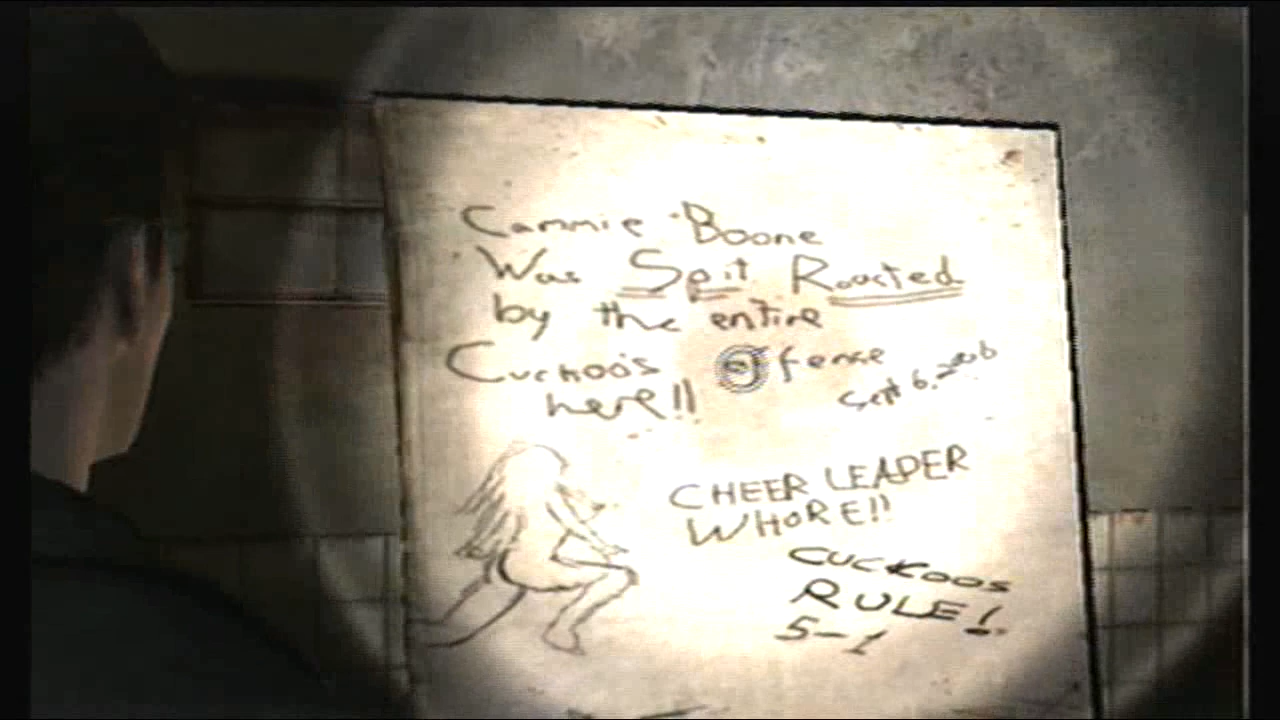 Cammie Boone
Was Spit Roasted
by the entire
Cuckoo's Offense
here!!
Sept 6, 2006
CHEER LEADER
WHORE!!
CUCKOOS
RULE!
5-1